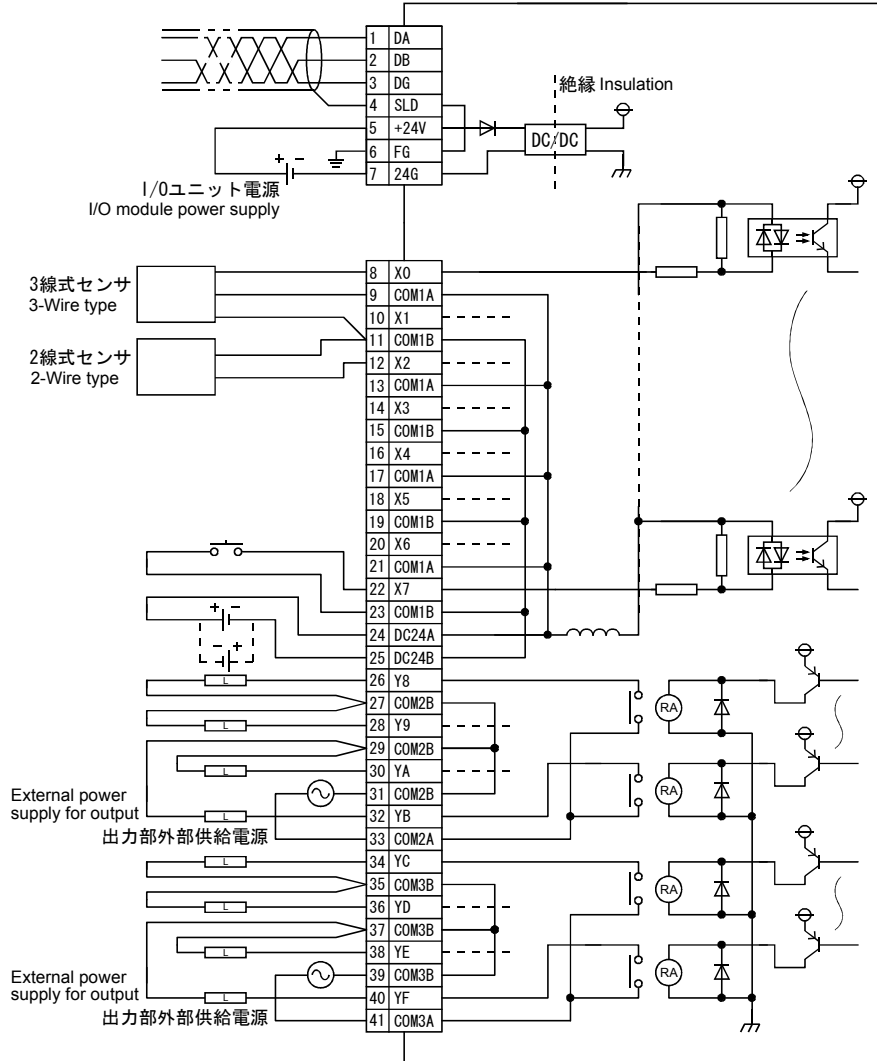 1 DA
2 DB
3 DG
4 SLD
5 +24V
6 FG
7 24G
絶縁 Insulation
DC/DC
+ -
I/Oユニット電源
I/O module power supply
3線式センサ
3-Wire type
2線式センサ
2-Wire type
8 X0
9 COM1A
10 X1
11 COM1B
12 X2
13 COM1A
14 X3
15 COM1B
16 X4
17 COM1A
18 X5
19 COM1B
20 X6
21 COM1A
22 X7
23 COM1B
24 DC24A
25 DC24B
+ -
- +
26 Y8
27 COM2B
28 Y9
29 COM2B
30 YA
31 COM2B
32 YB
33 COM2A
34 YC
35 COM3B
36 YD
37 COM3B
38 YE
39 COM3B
40 YF
41 COM3A
L
L
L
L
External power
supply for output
出力部外部供給電源
L
L
L
L
External power
supply for output
出力部外部供給電源
RA
RA
RA
RA